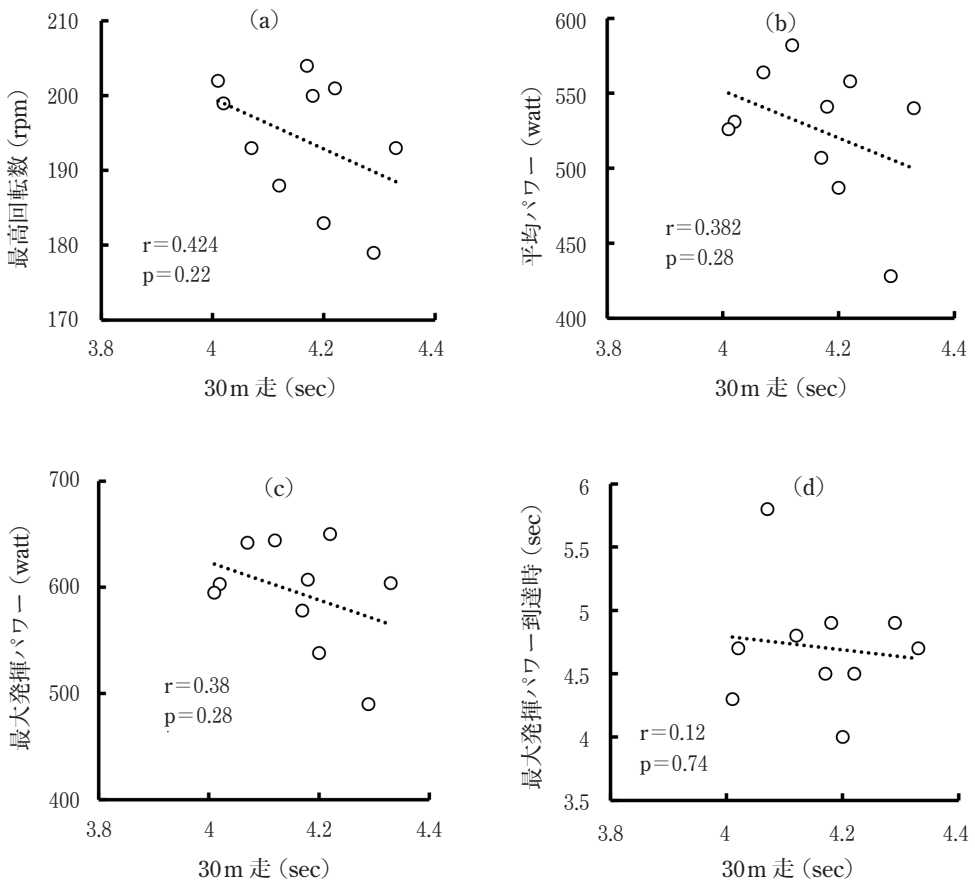 (a)
最高回転数 (rpm)
210
200
190
180
170
r=0.424
p=0.22
3.8
4
4.2
4.4
30m 走 (sec)
(b)
平均パワー (watt)
600
550
500
450
400
r=0.382
p=0.28
3.8
4
4.2
4.4
30m 走 (sec)
(c)
最大発揮パワー (watt)
700
600
500
400
r=0.38
p=0.28
3.8
4
4.2
4.4
30m 走 (sec)
(d)
最大発揮パワー到達時 (sec)
6
5.5
5
4.5
4
3.5
r=0.12
p=0.74
3.8
4
4.2
4.4
30m 走 (sec)